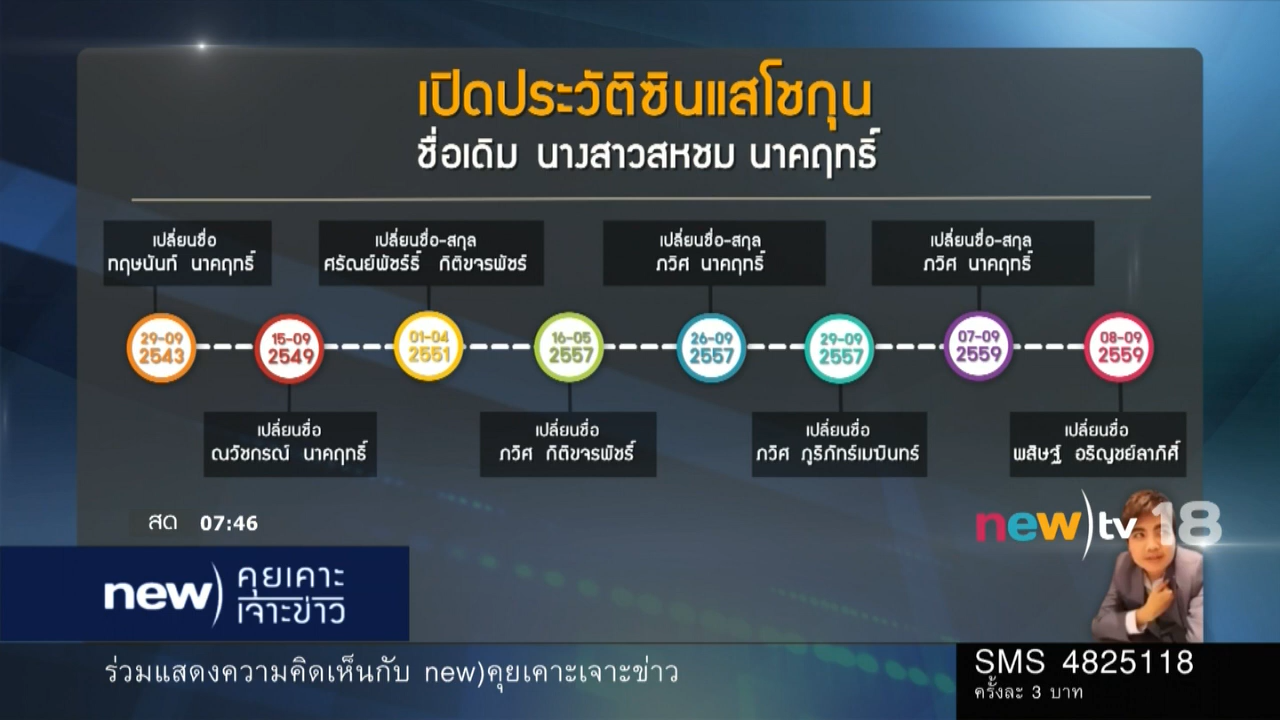 เปิดประวัติซินแสโชกุน
ชื่อเดิม นางสาวสหชม นาคฤทธิ์
เปลี่ยนชื่อ
ทฤษนันท์ นาคฤทธิ์
เปลี่ยนชื่อ-สกุล
ศรัณย์พัชร์ธิ์ กิติขจรพัชร์
เปลี่ยนชื่อ-สกุล
ภวิศ นาคฤทธิ์
เปลี่ยนชื่อ-สกุล
ภวิศ นาคฤทธิ์
29-09
2543
15-09
2549
01-04
2551
16-05
2557
26-09
2557
29-09
2557
07-09
2559
08-09
2559
เปลี่ยนชื่อ
ณวัชกรณ์ นาคฤทธิ์
เปลี่ยนชื่อ
ภวิศ กิติขจรพัชร์
เปลี่ยนชื่อ
ภวิศ ภูริภัทร์เมฆินทร์
เปลี่ยนชื่อ
พสิษฐ์ อริญชย์ลาภิศิ์
สด 07:46
new)tv 18
new) คุยเคาะ
เจาะข่าว
ร่วมแสดงความคิดเห็นกับ new)คุยเคาะเจาะข่าว
SMS 4825118
ครั้งละ 3 บาท